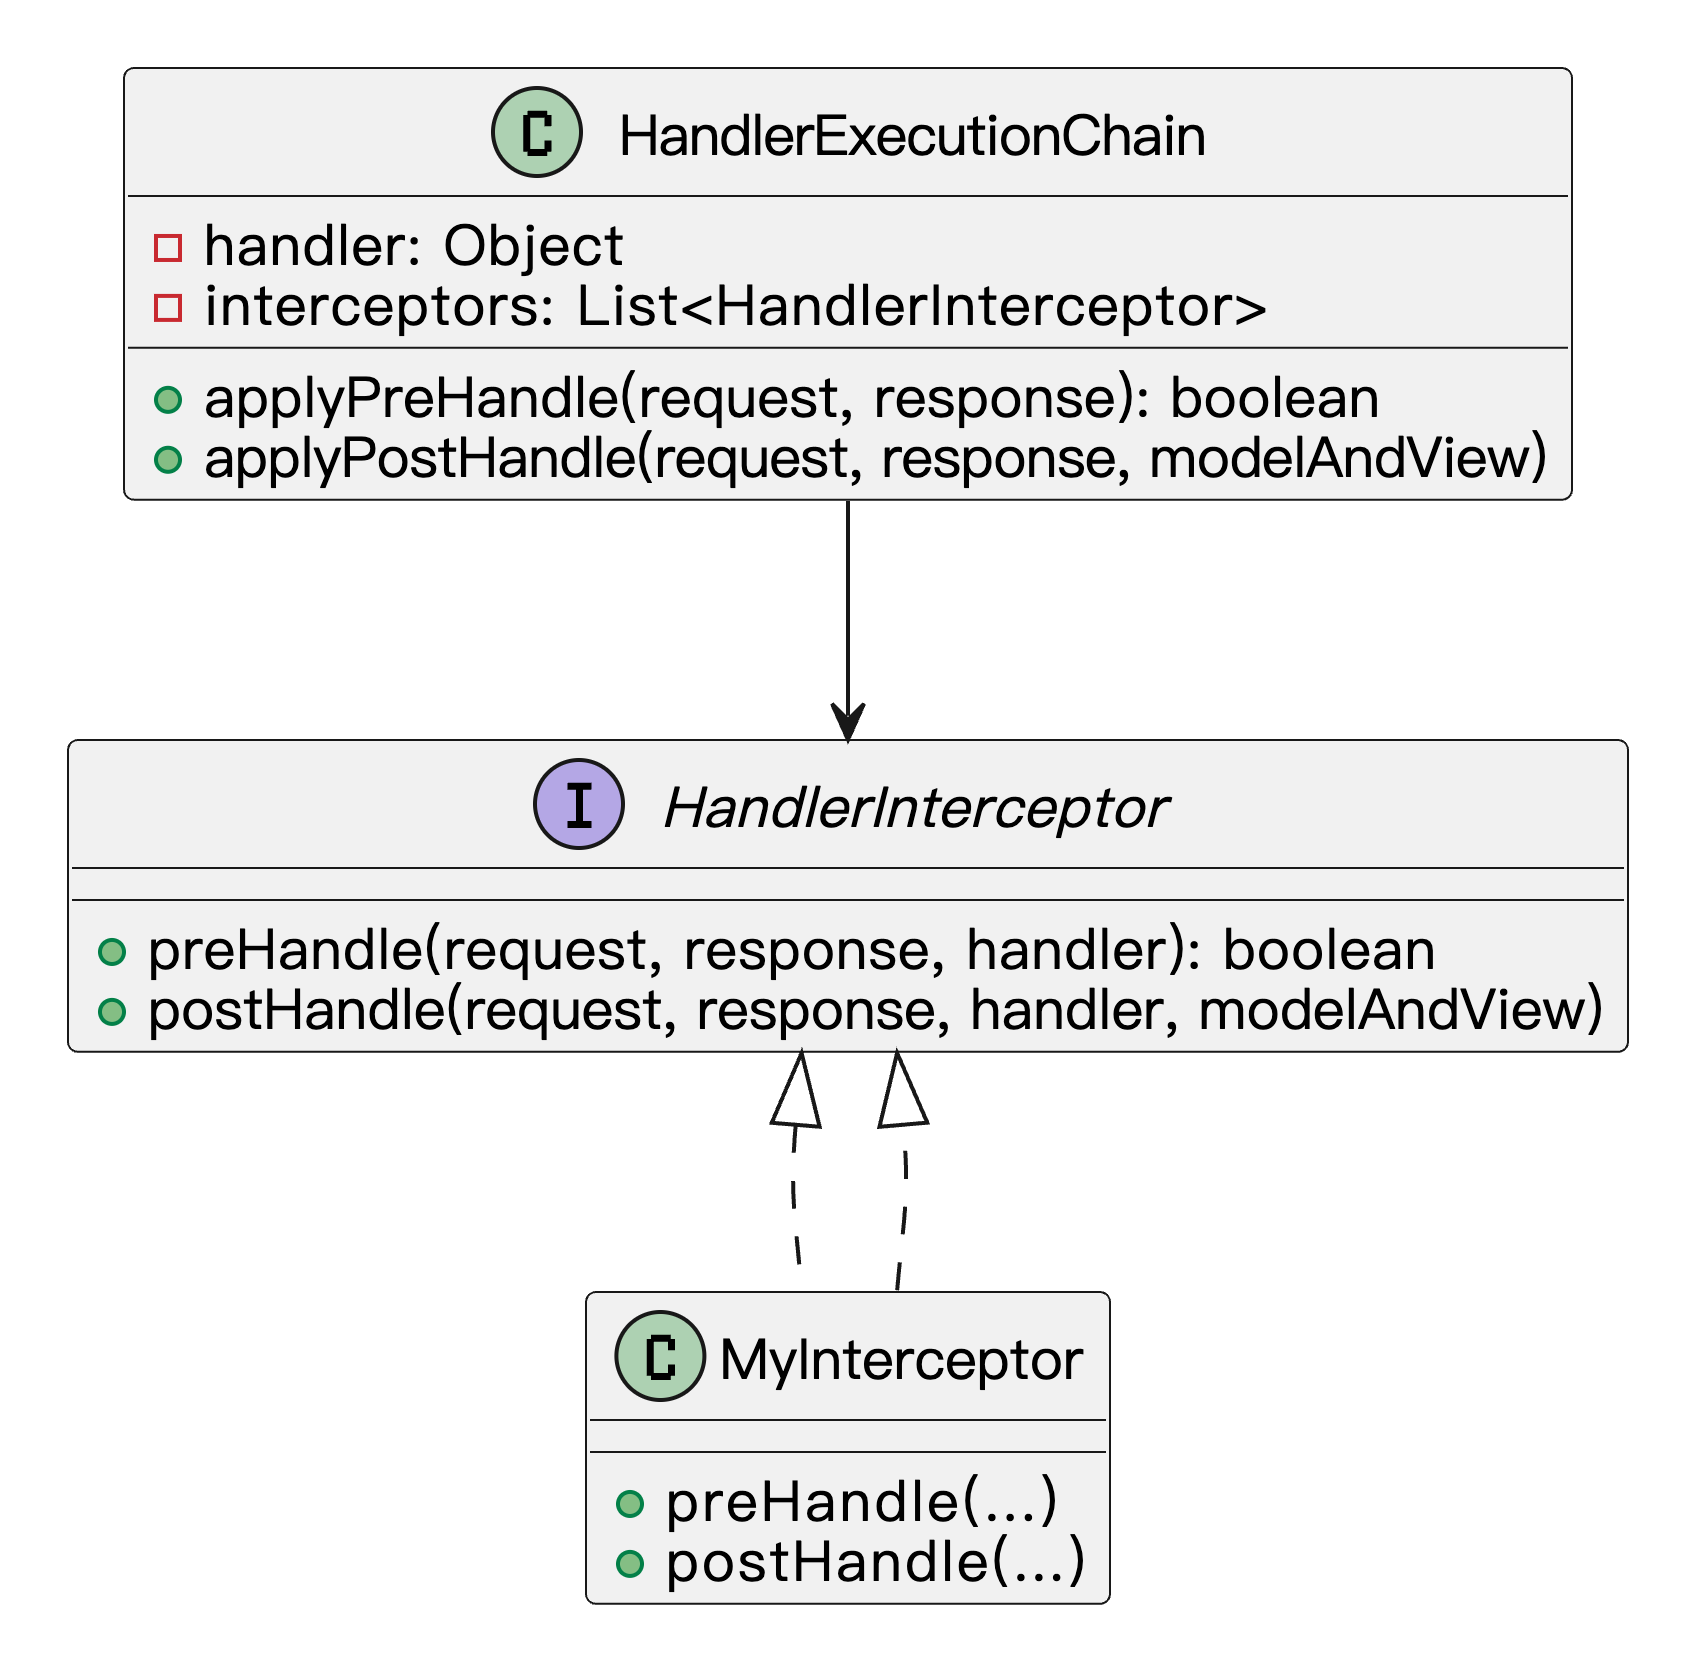 C HandlerExecutionChain
handler: Object
interceptors: List<HandlerInterceptor>
applyPreHandle(request, response): boolean
applyPostHandle(request, response, modelAndView)
I HandlerInterceptor
preHandle(request, response, handler): boolean
postHandle(request, response, handler, modelAndView)
C MyInterceptor
preHandle(...)
postHandle(...)